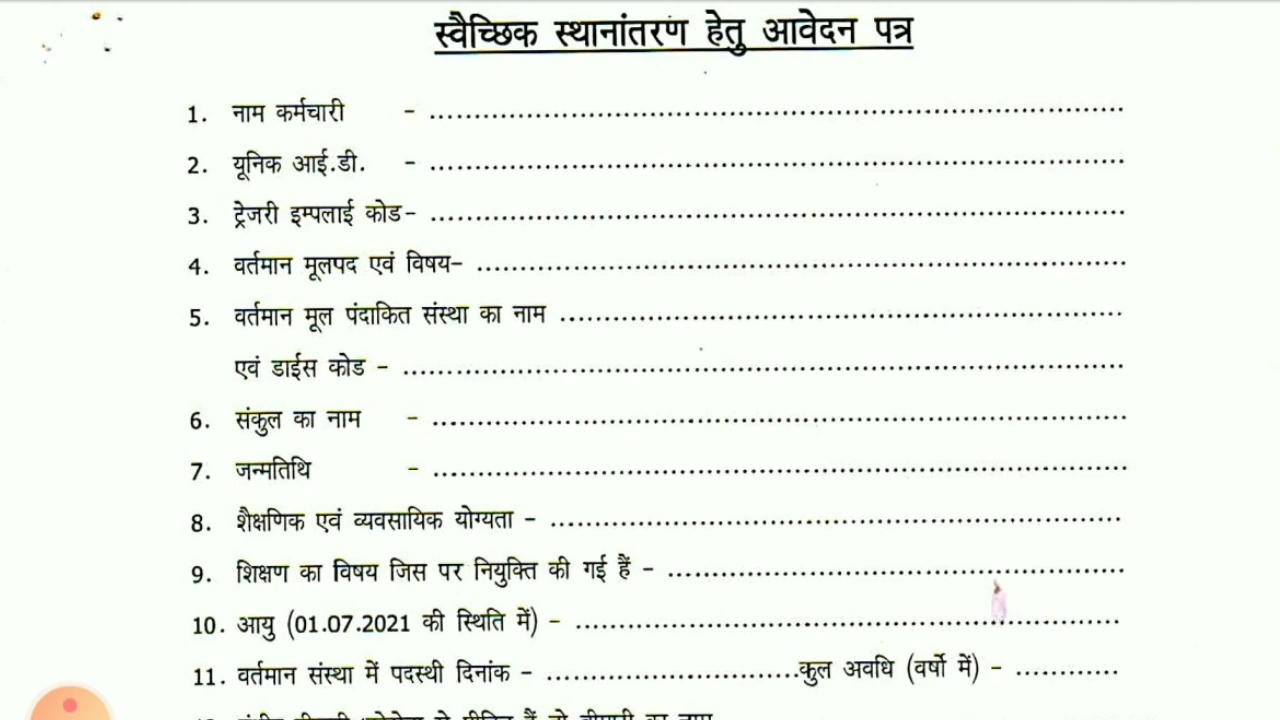 स्वैच्छिक स्थानांतरण हेतु आवेदन पत्र
1. नाम कर्मचारी - ................................................................
2. यूनिक आई.डी. - ................................................................
3. ट्रेजरी इम्पलाई कोड- ................................................................
4. वर्तमान मूलपद एवं विषय- ............................................................
5. वर्तमान मूल पंदाकित संस्था का नाम ....................................................
एवं डाईस कोड - ..................................................................
6. संकुल का नाम - ................................................................
7. जन्मतिथि - ................................................................
8. शैक्षणिक एवं व्यवसायिक योग्यता - ....................................................
9. शिक्षण का विषय जिस पर नियुक्ति की गई हैं - ..........................................
10. आयु (01.07.2021 की स्थिति में) - ..................................................
11. वर्तमान संस्था में पदस्थी दिनांक - .......................कुल अवधि (वर्षो में) - ............